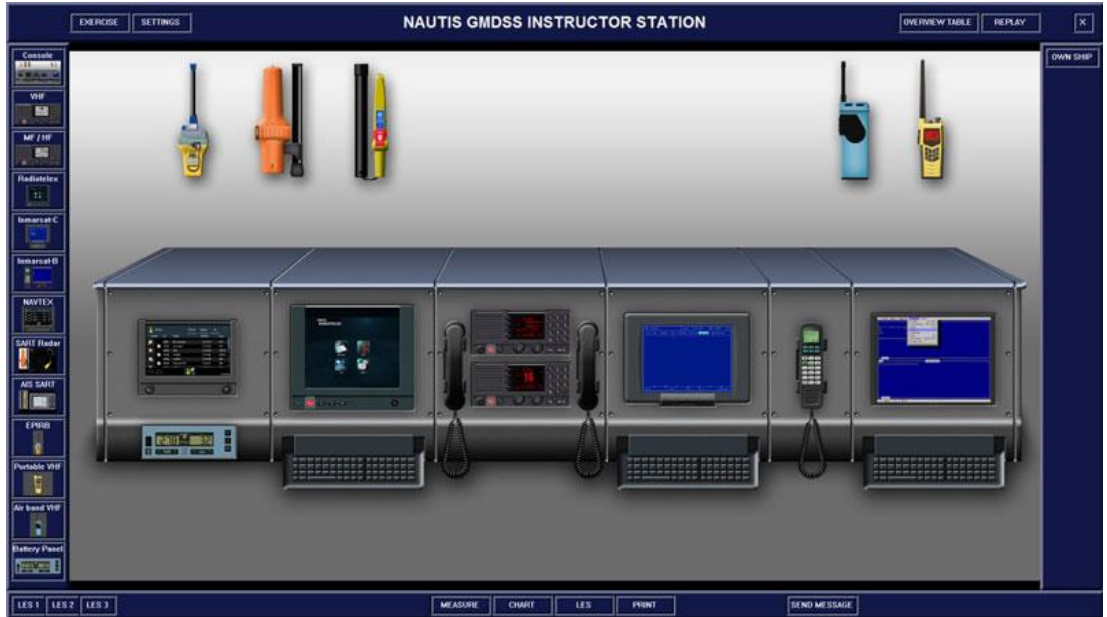 EXERCISE SETTINGS NAUTIS GMDSS INSTRUCTOR STATION OVERVIEW TABLE REPLAY X
Console
VHF
MF / HF
Radiotelex
Inmarsat-C
Inmarsat-B
NAVTEX
SART Radar
AIS SART
EPIRB
Portable VHF
Air band VHF
Battery Panel
OWN SHIP
16
LES 1 LES 2 LES 3 MEASURE CHART LES PRINT SEND MESSAGE